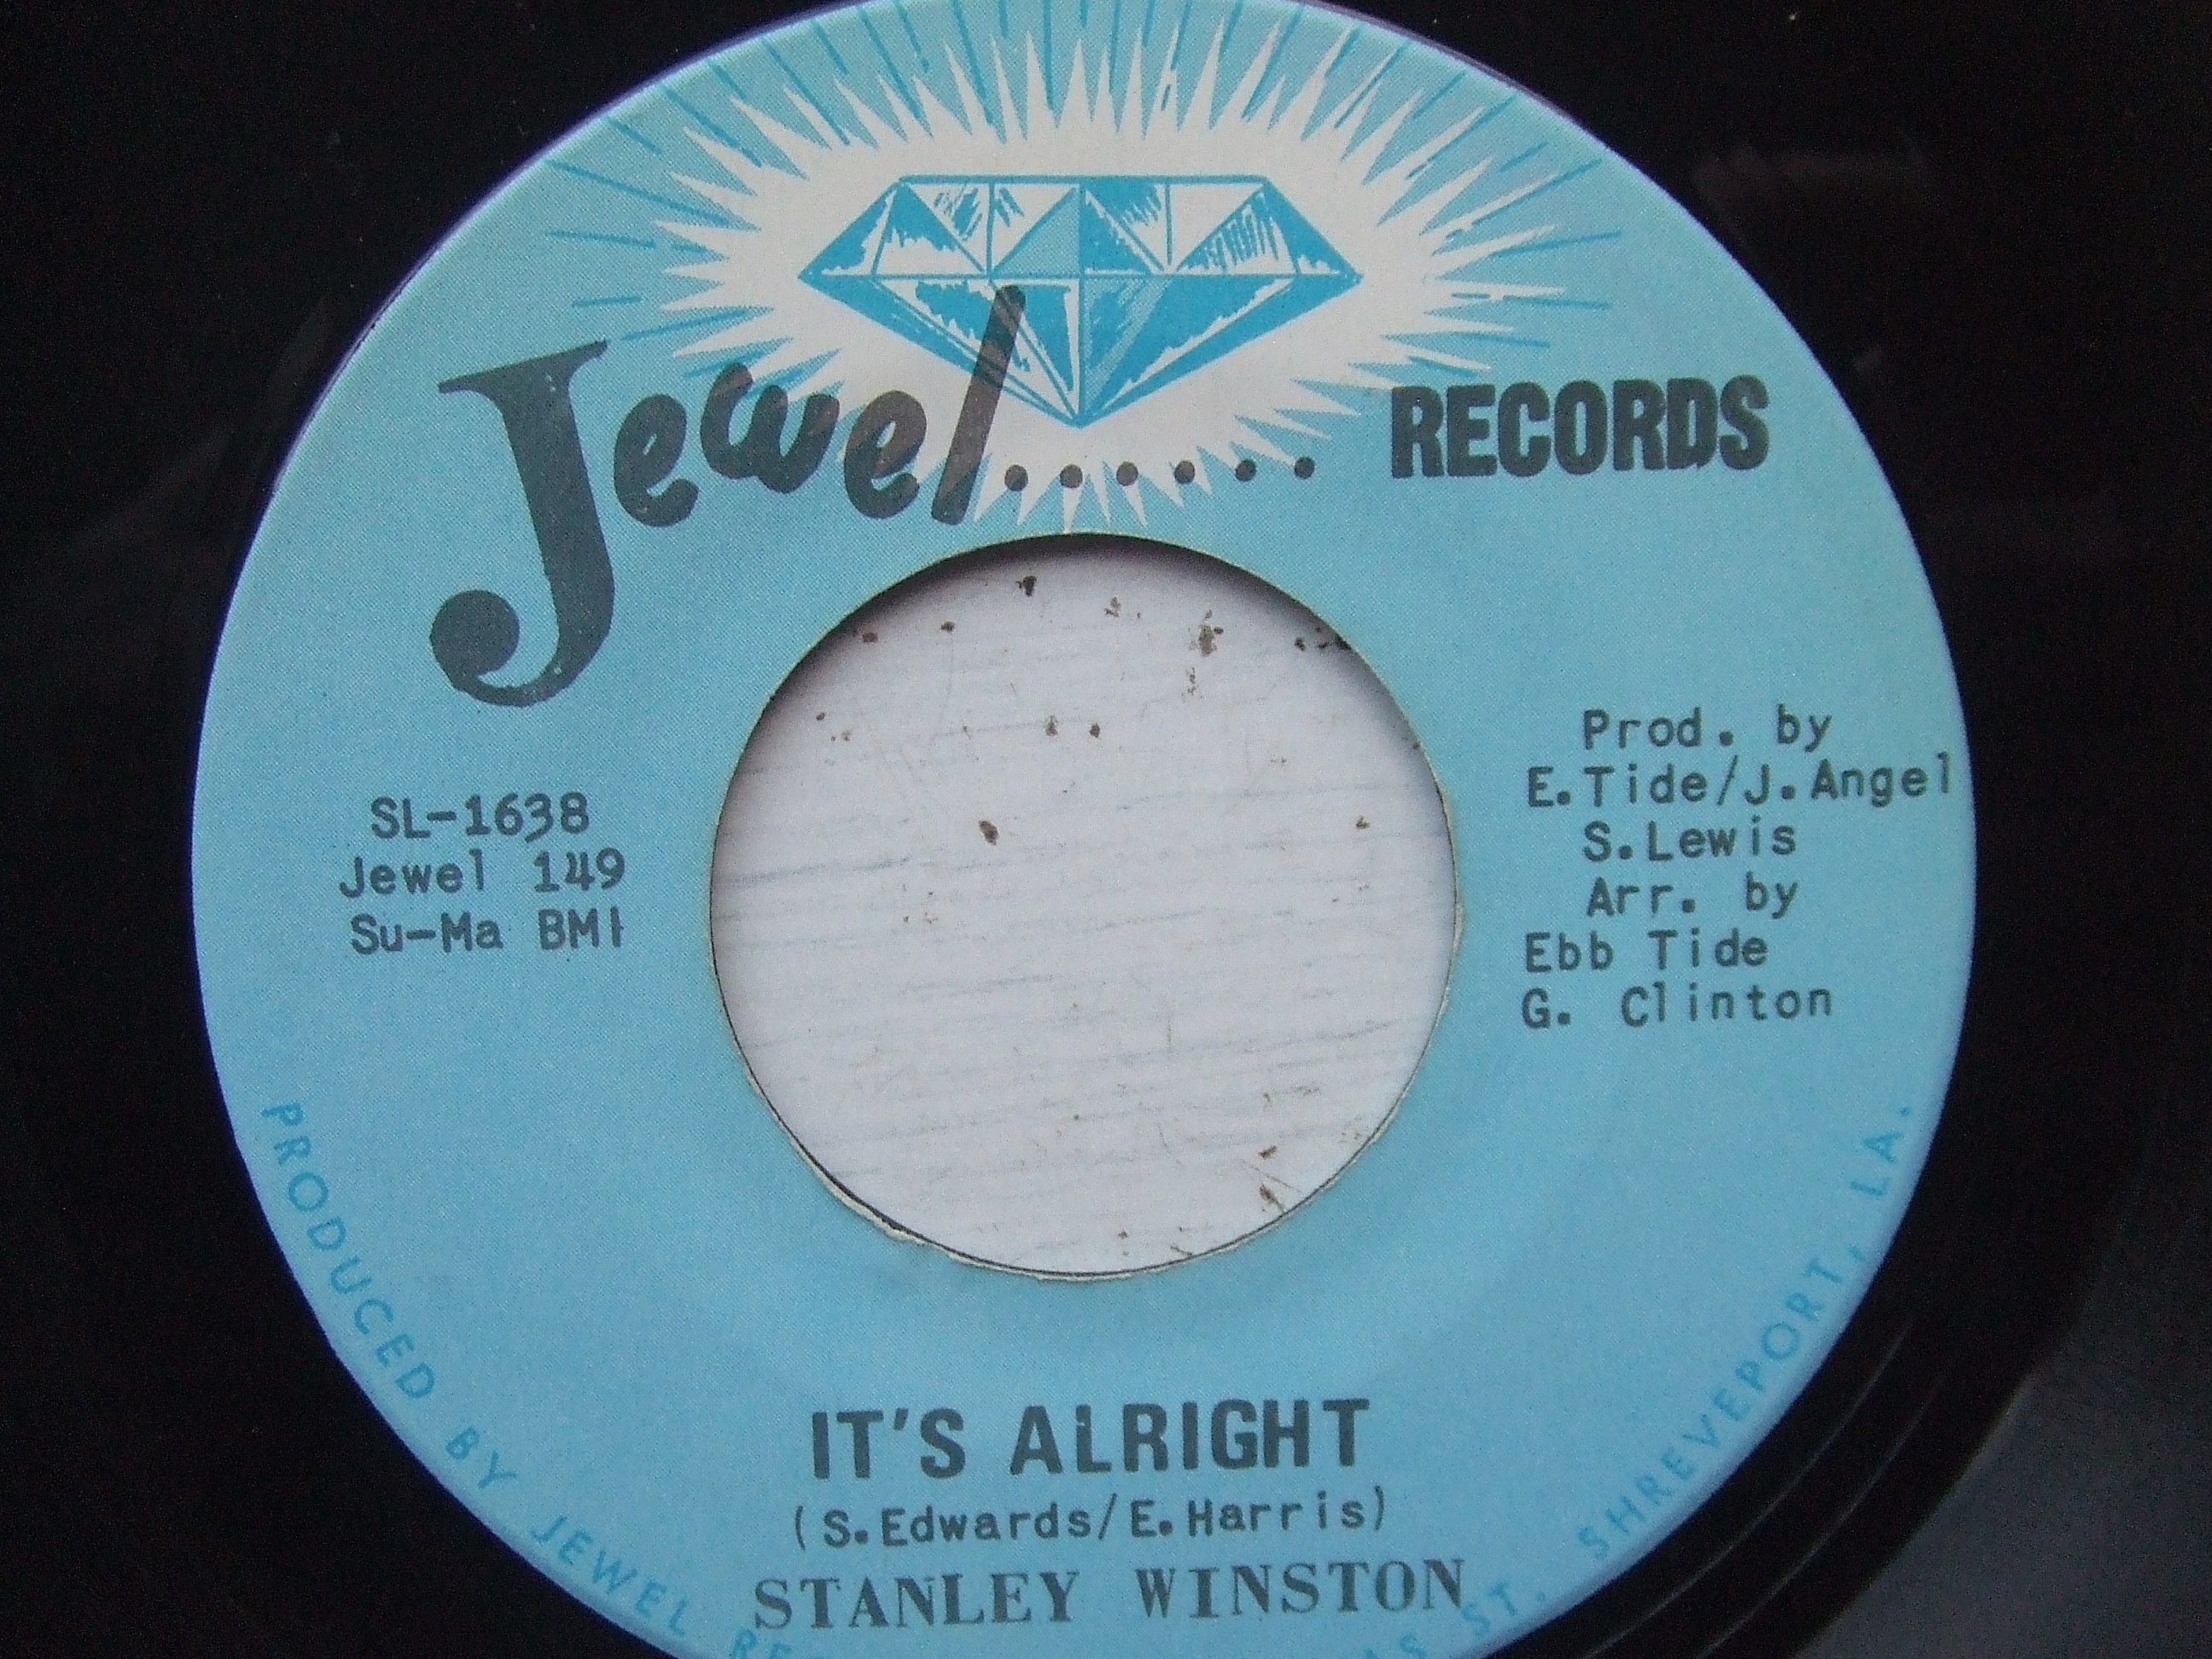 Jewel...... RECORDS
SL-1638
Jewel 149
Su-Ma BMI
Prod. by
E.Tide/J.Angel
S.Lewis
Arr. by
Ebb Tide
G. Clinton
IT'S ALRIGHT
(S.Edwards/E.Harris)
STANLEY WINSTON
PRODUCED BY JEWEL ST. SHREVEPORT, LA.